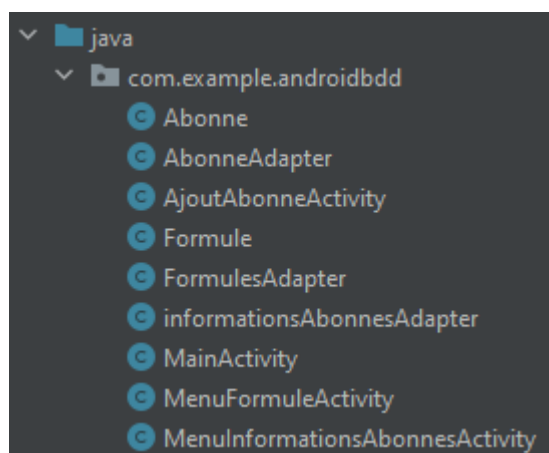 java
com.example.androidbdd
C Abonne
C AbonneAdapter
C AjoutAbonneActivity
C Formule
C FormulesAdapter
C informationsAbonnesAdapter
C MainActivity
C MenuFormuleActivity
C MenuInformationsAbonnesActivity